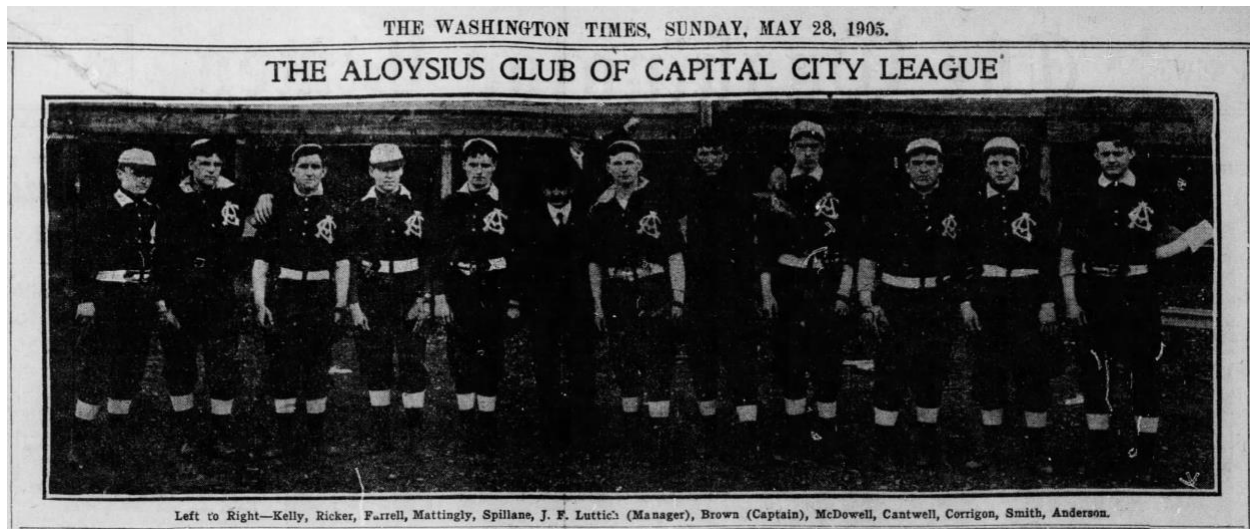 THE WASHINGTON TIMES, SUNDAY, MAY 28, 1905.
THE ALOYSIUS CLUB OF CAPITAL CITY LEAGUE
Left to Right—Kelly, Ricker, Farrell, Mattingly, Spillane, J. F. Luttich (Manager), Brown (Captain), McDowell, Cantwell, Corrigon, Smith, Anderson.